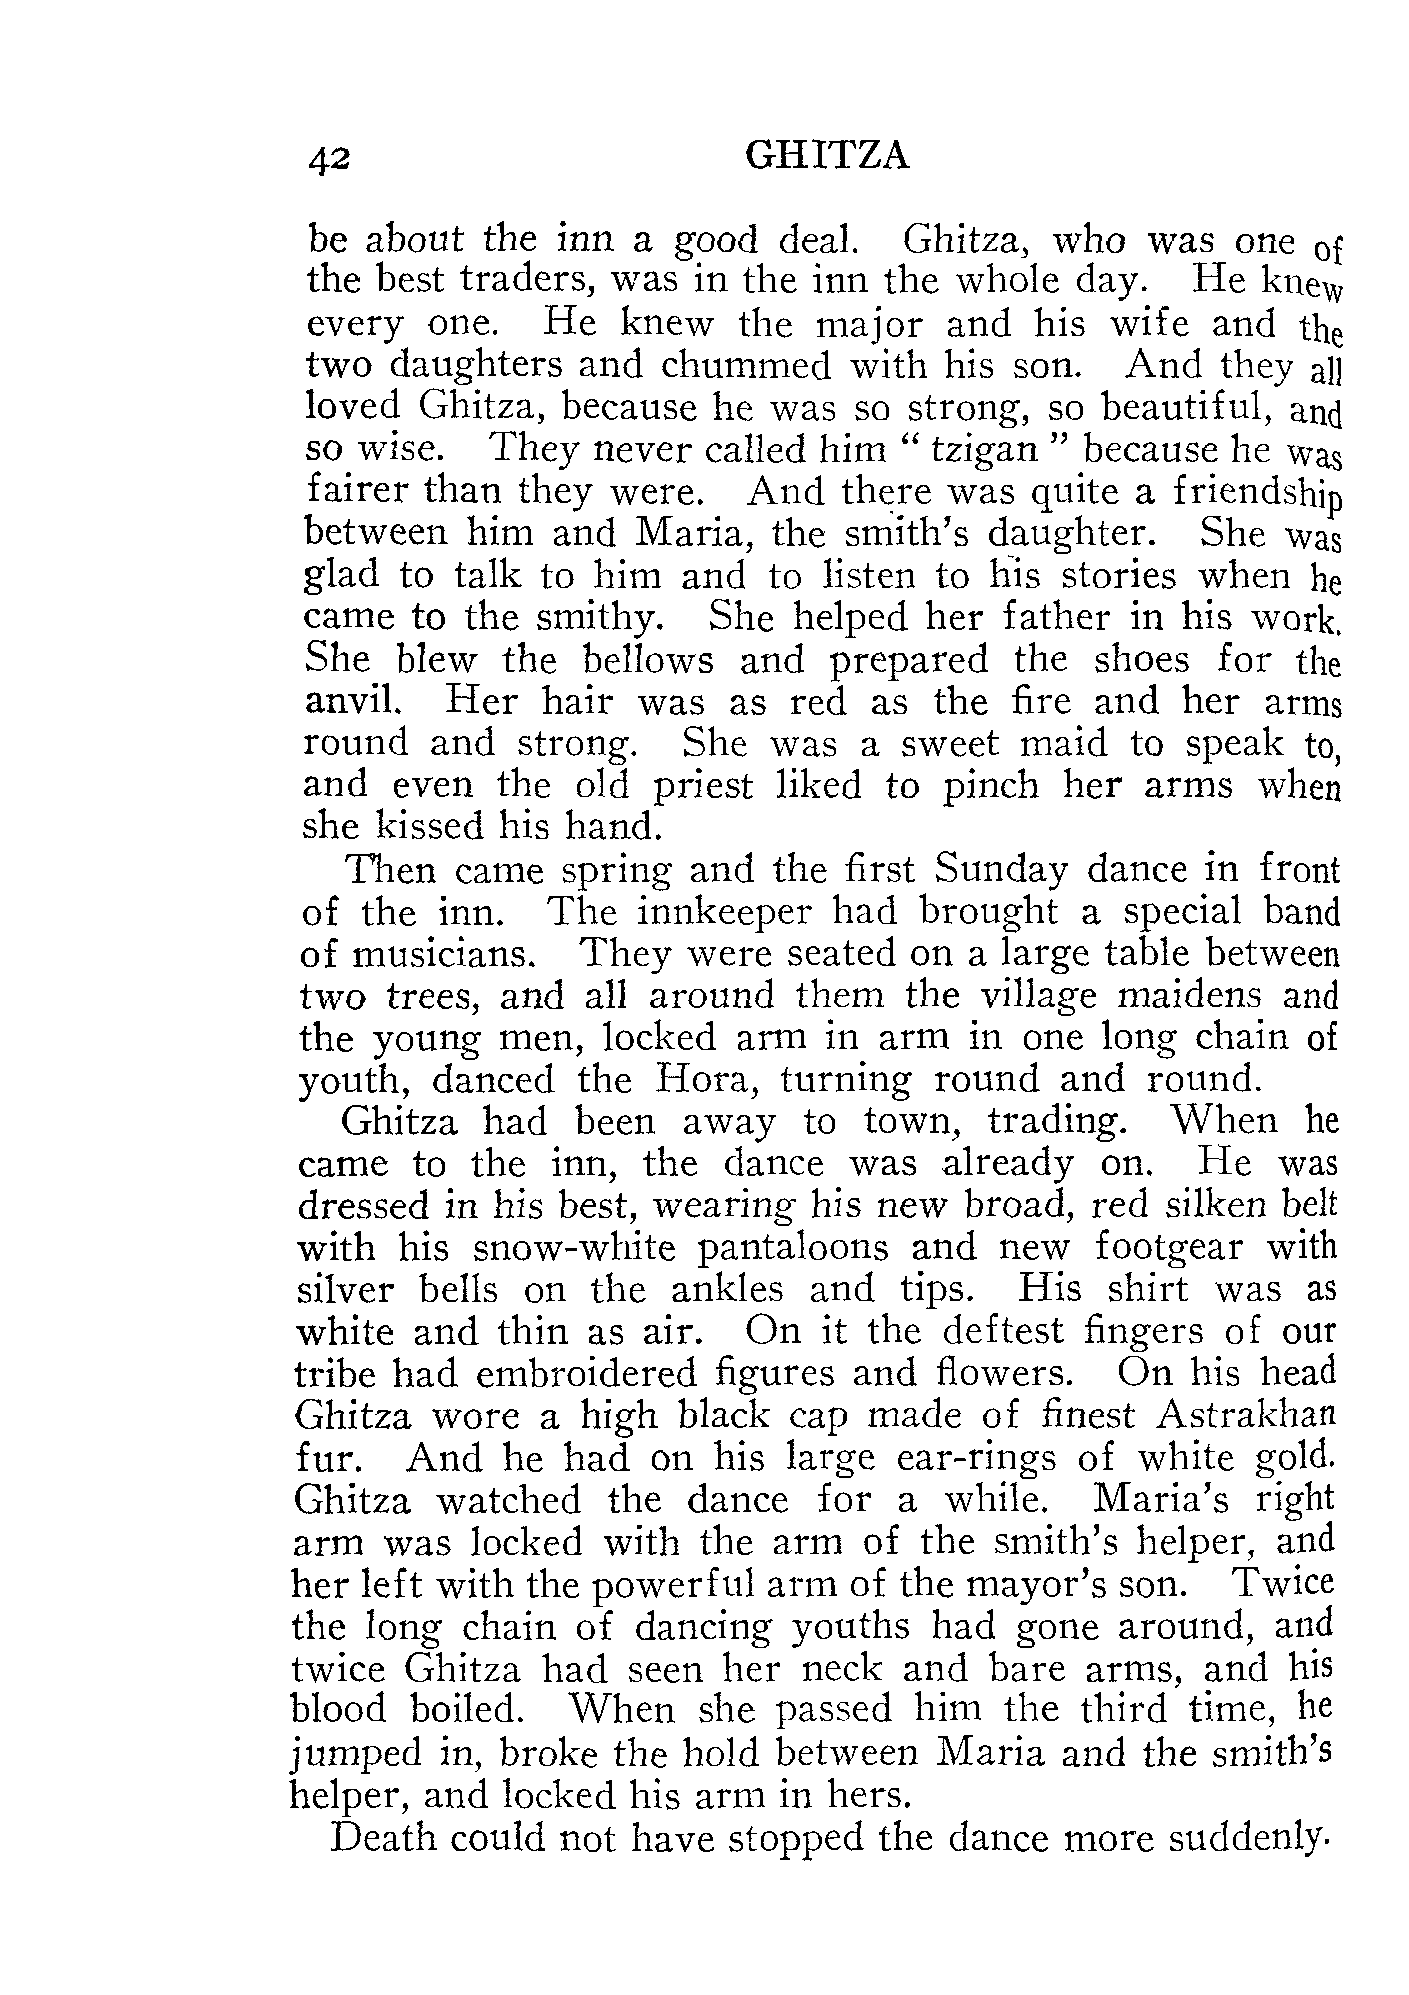 42 GHITZA
be about the inn a good deal. Ghitza, who was one of
the best traders, was in the inn the whole day. He knew
every one. He knew the major and his wife and the
two daughters and chummed with his son. And they all
loved Ghitza, because he was so strong, so beautiful, and
so wise. They never called him " tzigan " because he was
fairer than they were. And there was quite a friendship
between him and Maria, the smith's daughter. She was
glad to talk to him and to listen to his stories when he
came to the smithy. She helped her father in his work.
She blew the bellows and prepared the shoes for the
anvil. Her hair was as red as the fire and her arms
round and strong. She was a sweet maid to speak to,
and even the old priest liked to pinch her arms when
she kissed his hand.
Then came spring and the first Sunday dance in front
of the inn. The innkeeper had brought a special band
of musicians. They were seated on a large table between
two trees, and all around them the village maidens and
the young men, locked arm in arm in one long chain of
youth, danced the Hora, turning round and round.
Ghitza had been away to town, trading. When he
came to the inn, the dance was already on. He was
dressed in his best, wearing his new broad, red silken belt
with his snow-white pantaloons and new footgear with
silver bells on the ankles and tips. His shirt was as
white and thin as air. On it the deftest fingers of our
tribe had embroidered figures and flowers. On his head
Ghitza wore a high black cap made of finest Astrakhan
fur. And he had on his large ear-rings of white gold.
Ghitza watched the dance for a while. Maria's right
arm was locked with the arm of the smith's helper, and
her left with the powerful arm of the mayor's son. Twice
the long chain of dancing youths had gone around, and
twice Ghitza had seen her neck and bare arms, and his
blood boiled. When she passed him the third time, he
jumped in, broke the hold between Maria and the smith's
helper, and locked his arm in hers.
Death could not have stopped the dance more suddenly.